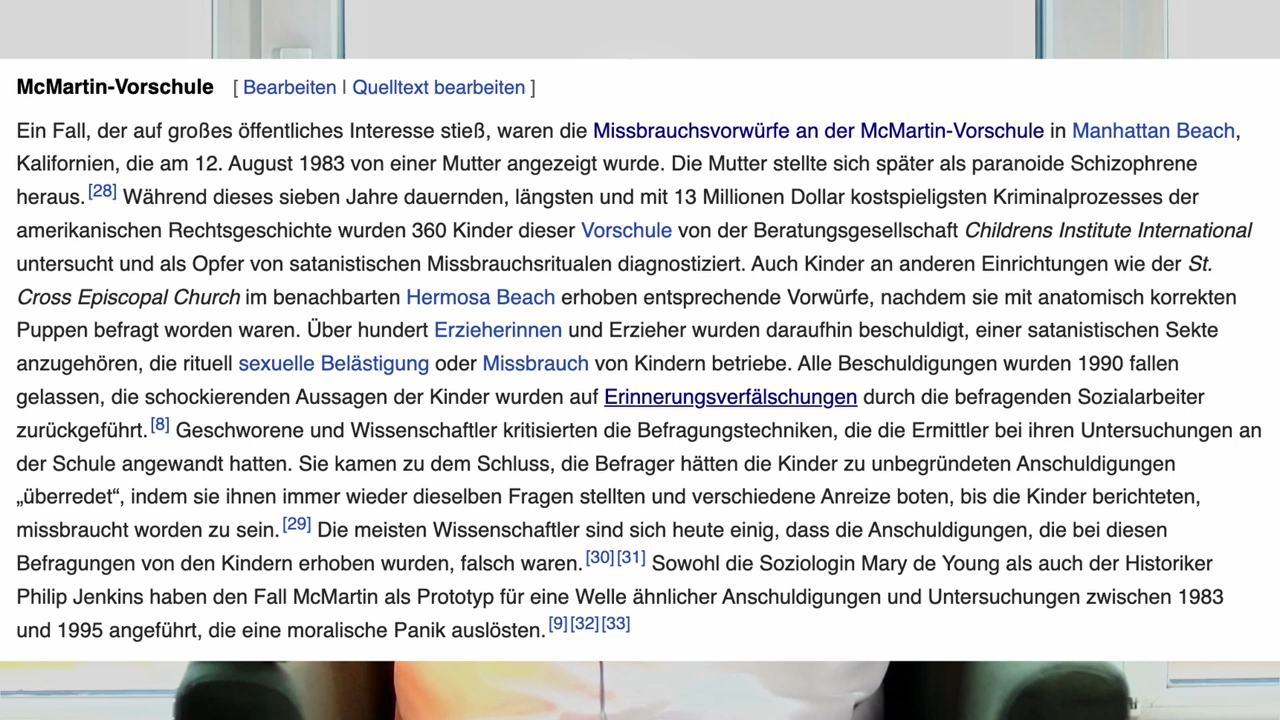 McMartin-Vorschule [ Bearbeiten | Quelltext bearbeiten ]
Ein Fall, der auf großes öffentliches Interesse stieß, waren die Missbrauchsvorwürfe an der McMartin-Vorschule in Manhattan Beach,
Kalifornien, die am 12. August 1983 von einer Mutter angezeigt wurde. Die Mutter stellte sich später als paranoide Schizophrene
heraus.[28] Während dieses sieben Jahre dauernden, längsten und mit 13 Millionen Dollar kostspieligsten Kriminalprozesses der
amerikanischen Rechtsgeschichte wurden 360 Kinder dieser Vorschule von der Beratungsgesellschaft Childrens Institute International
untersucht und als Opfer von satanistischen Missbrauchsritualen diagnostiziert. Auch Kinder an anderen Einrichtungen wie der St.
Cross Episcopal Church im benachbarten Hermosa Beach erhoben entsprechende Vorwürfe, nachdem sie mit anatomisch korrekten
Puppen befragt worden waren. Über hundert Erzieherinnen und Erzieher wurden daraufhin beschuldigt, einer satanistischen Sekte
anzugehören, die rituell sexuelle Belästigung oder Missbrauch von Kindern betreibe. Alle Beschuldigungen wurden 1990 fallen
gelassen, die schockierenden Aussagen der Kinder wurden auf Erinnerungsverfälschungen durch die befragenden Sozialarbeiter
zurückgeführt.[8] Geschworene und Wissenschaftler kritisierten die Befragungstechniken, die die Ermittler bei ihren Untersuchungen an
der Schule angewandt hatten. Sie kamen zu dem Schluss, die Befrager hätten die Kinder zu unbegründeten Anschuldigungen
„überredet“, indem sie ihnen immer wieder dieselben Fragen stellten und verschiedene Anreize boten, bis die Kinder berichteten,
missbraucht worden zu sein.[29] Die meisten Wissenschaftler sind sich heute einig, dass die Anschuldigungen, die bei diesen
Befragungen von den Kindern erhoben wurden, falsch waren.[30][31] Sowohl die Soziologin Mary de Young als auch der Historiker
Philip Jenkins haben den Fall McMartin als Prototyp für eine Welle ähnlicher Anschuldigungen und Untersuchungen zwischen 1983
und 1995 angeführt, die eine moralische Panik auslösten.[9][32][33]